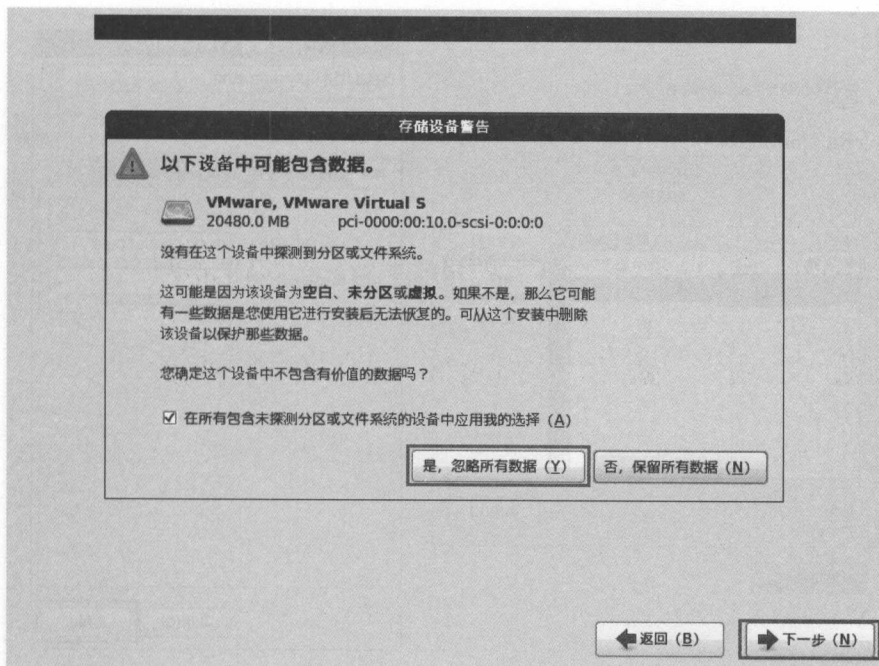 存储设备警告
以下设备中可能包含数据。
VMware, VMware Virtual S
20480.0 MB pci-0000:00:10.0-scsi-0:0:0:0
没有在这个设备中探测到分区或文件系统。
这可能是因为该设备为空白、未分区或虚拟。如果不是，那么它可能
有一些数据是您使用它进行安装后无法恢复的。可从这个安装中删除
该设备以保护那些数据。
您确定这个设备中不包含有价值的数据吗？
在所有包含未探测分区或文件系统的设备中应用我的选择（A）
是，忽略所有数据（Y） 否，保留所有数据（N）
返回（B） 下一步（N）